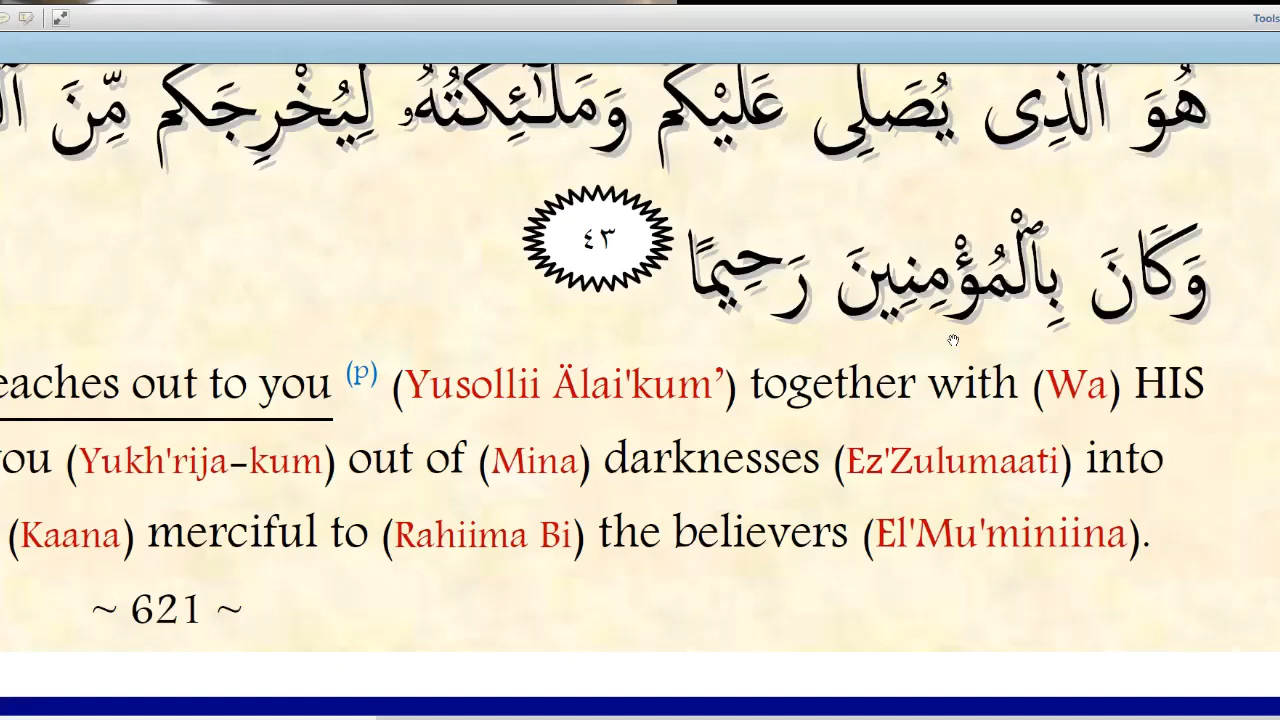 Tools
هُوَ ٱلَّذِى يُصَلِى عَلَيْكُم وَمَلَـٰٓئِكَتُهُۥ لِيُخْرِجَكُم مِّنَ
وَكَانَ بِٱلْمُؤْمِنِينَ رَحِيمًا ٤٣
eaches out to you (p) (Yusollii Älai'kum’) together with (Wa) HIS
ou (Yukh'rija-kum) out of (Mina) darknesses (Ez'Zulumaati) into
(Kaana) merciful to (Rahiima Bi) the believers (El'Mu'miniina).
~ 621 ~